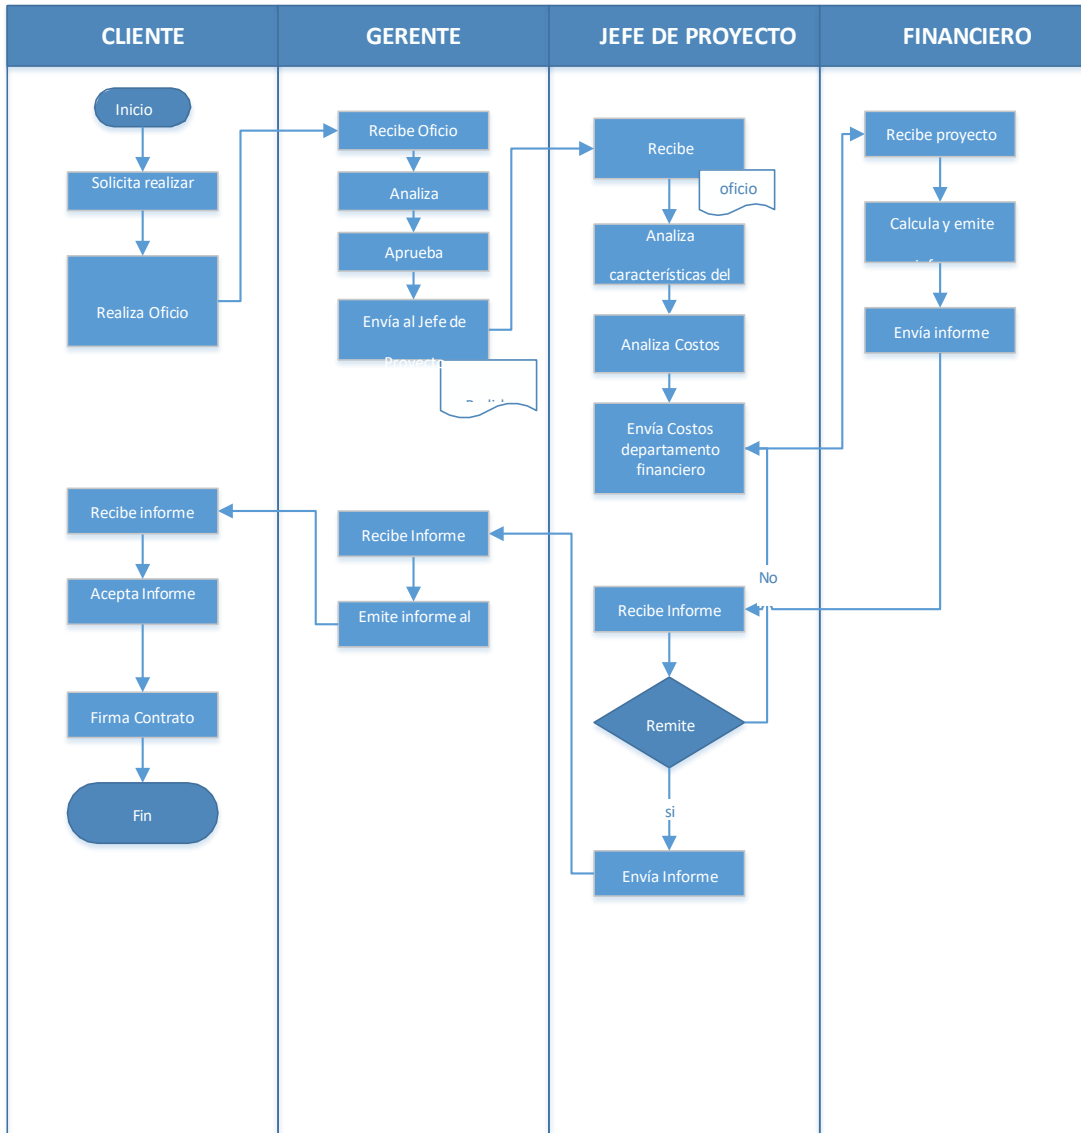 CLIENTE
GERENTE
JEFE DE PROYECTO
FINANCIERO
Inicio
Solicita realizar
Realiza Oficio
Recibe informe
Acepta Informe
Firma Contrato
Fin
Recibe Oficio
Analiza
Aprueba
Envía al Jefe de
Proyecto
Recibe Informe
Emite informe al
Recibe
oficio
Analiza
características del
Analiza Costos
Envía Costos
departamento
financiero
No
Recibe Informe
Remite
si
Envía Informe
Recibe proyecto
Calcula y emite
Envía informe